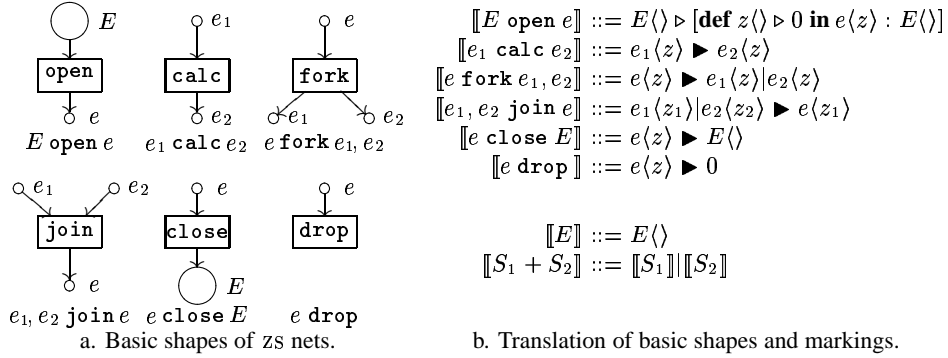 E
e₁
e
open
calc
fork
e
e₂
e₁
e₂
E open e
e₁ calc e₂
e fork e₁, e₂
e₁
e₂
e
e
join
close
drop
e
E
e₁, e₂ join e
e close E
e drop
a. Basic shapes of ZS nets.
⟦E open e⟧ ::= E⟨⟩ ▹ [def z⟨⟩ ▹ 0 in e⟨z⟩ : E⟨⟩]
⟦e₁ calc e₂⟧ ::= e₁⟨z⟩ ▶ e₂⟨z⟩
⟦e fork e₁, e₂⟧ ::= e⟨z⟩ ▶ e₁⟨z⟩|e₂⟨z⟩
⟦e₁, e₂ join e⟧ ::= e₁⟨z₁⟩|e₂⟨z₂⟩ ▶ e⟨z₁⟩
⟦e close E⟧ ::= e⟨z⟩ ▶ E⟨⟩
⟦e drop ⟧ ::= e⟨z⟩ ▶ 0
⟦E⟧ ::= E⟨⟩
⟦S₁ + S₂⟧ ::= ⟦S₁⟧|⟦S₂⟧
b. Translation of basic shapes and markings.